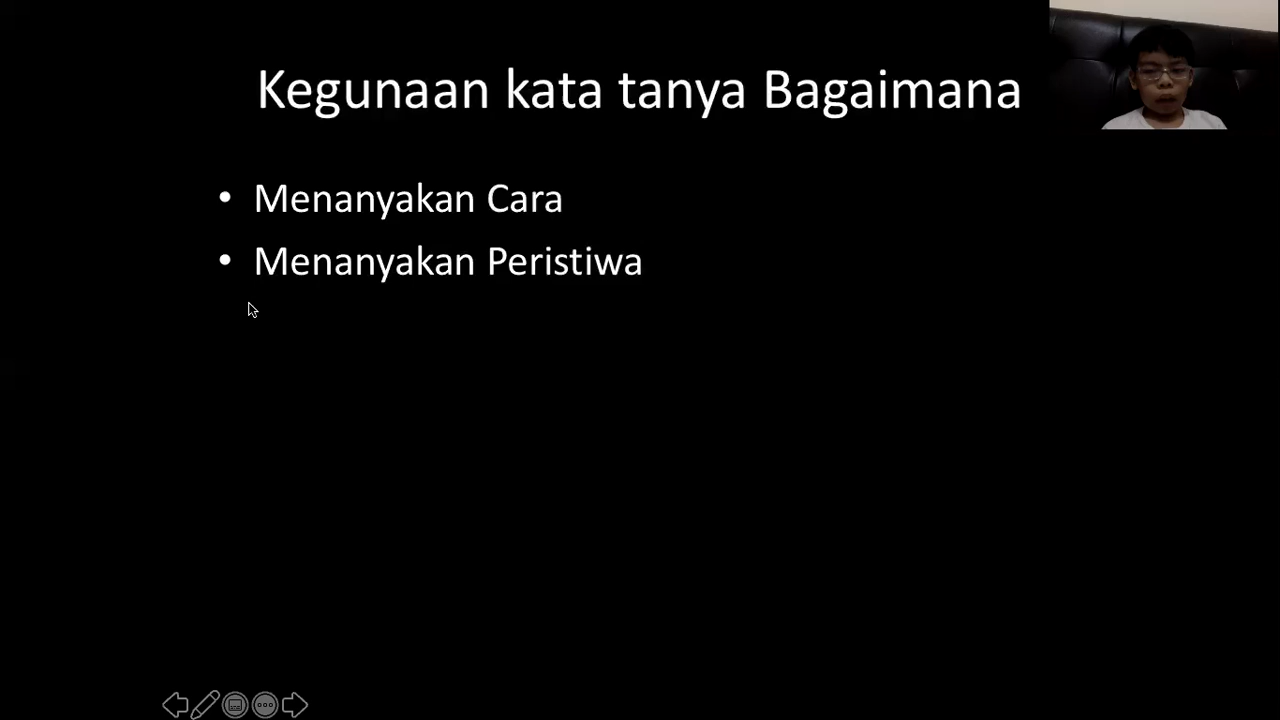 Kegunaan kata tanya Bagaimana
• Menanyakan Cara
• Menanyakan Peristiwa